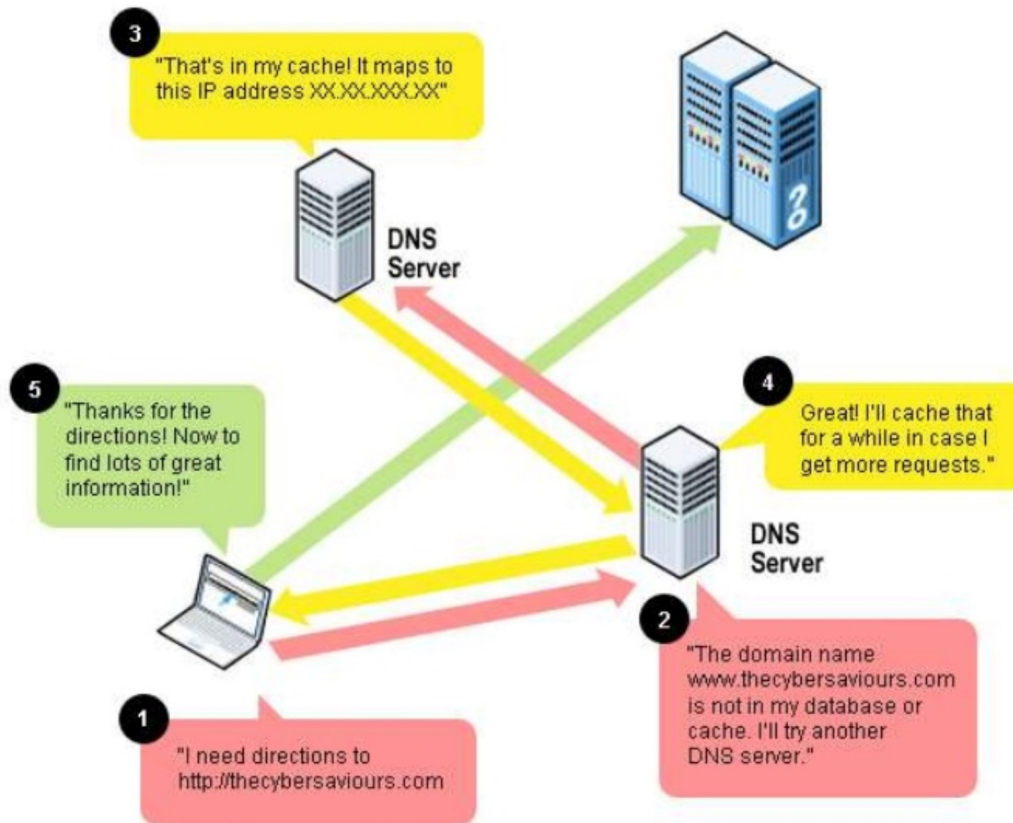 3
"That's in my cache! It maps to
this IP address XX.XX.XXX.XX"
DNS
Server
5
"Thanks for the
directions! Now to
find lots of great
information!"
4
Great! I'll cache that
for a while in case I
get more requests."
DNS
Server
2
"The domain name
www.thecybersaviours.com
is not in my database or
cache. I'll try another
DNS server."
1
"I need directions to
http://thecybersaviours.com